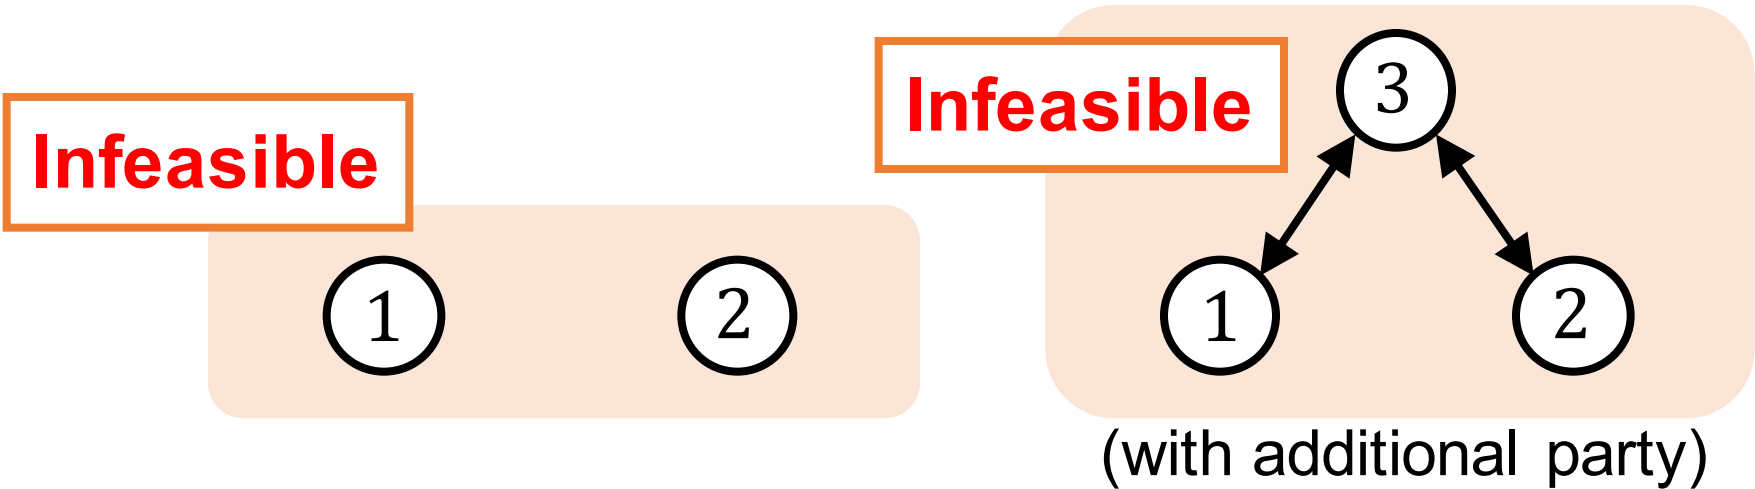 Infeasible
1
2
Infeasible
3
1
2
(with additional party)